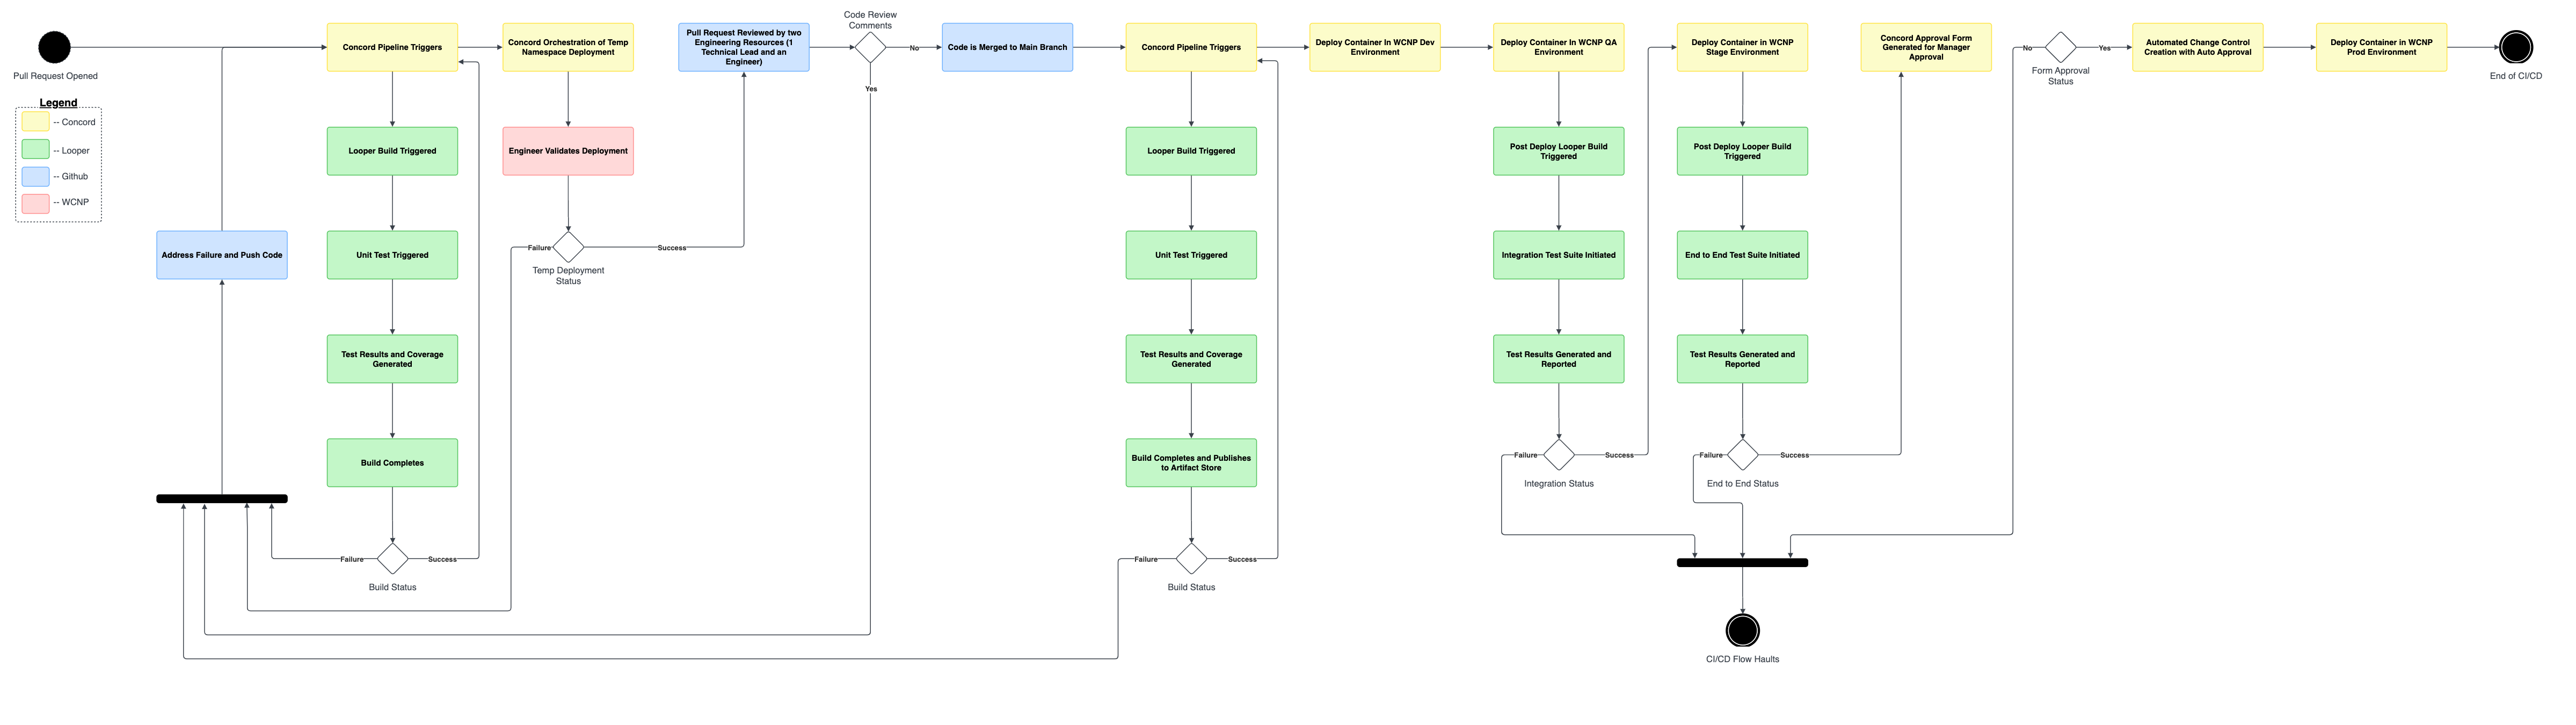 Pull Request Opened
Legend
-- Concord
-- Looper
-- Github
-- WCNP
Address Failure and Push Code
Concord Pipeline Triggers
Looper Build Triggered
Unit Test Triggered
Test Results and Coverage
Generated
Build Completes
Failure
Success
Build Status
Concord Orchestration of Temp
Namespace Deployment
Engineer Validates Deployment
Failure
Success
Temp Deployment
Status
Pull Request Reviewed by two
Engineering Resources (1
Technical Lead and an
Engineer)
Code Review
Comments
No
Yes
Code is Merged to Main Branch
Concord Pipeline Triggers
Looper Build Triggered
Unit Test Triggered
Test Results and Coverage
Generated
Build Completes and Publishes
to Artifact Store
Failure
Success
Build Status
Deploy Container In WCNP Dev
Environment
Deploy Container In WCNP QA
Environment
Post Deploy Looper Build
Triggered
Integration Test Suite Initiated
Test Results Generated and
Reported
Failure
Success
Integration Status
Deploy Container in WCNP
Stage Environment
Post Deploy Looper Build
Triggered
End to End Test Suite Initiated
Test Results Generated and
Reported
Failure
Success
End to End Status
CI/CD Flow Haults
Concord Approval Form
Generated for Manager
Approval
No
Yes
Form Approval
Status
Automated Change Control
Creation with Auto Approval
Deploy Container in WCNP
Prod Environment
End of CI/CD